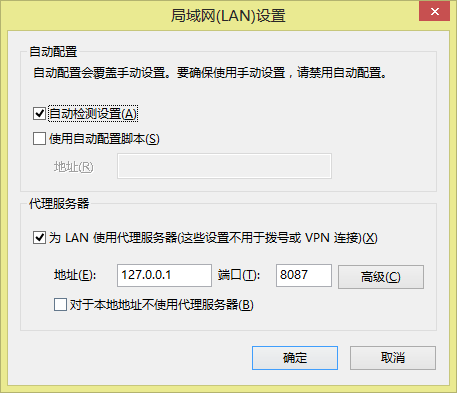 局域网(LAN)设置
自动配置
自动配置会覆盖手动设置。要确保使用手动设置，请禁用自动配置。
自动检测设置(A)
使用自动配置脚本(S)
地址(R)
代理服务器
为 LAN 使用代理服务器(这些设置不用于拨号或 VPN 连接)(X)
地址(E): 127.0.0.1 端口(T): 8087 高级(C)
对于本地地址不使用代理服务器(B)
确定 取消